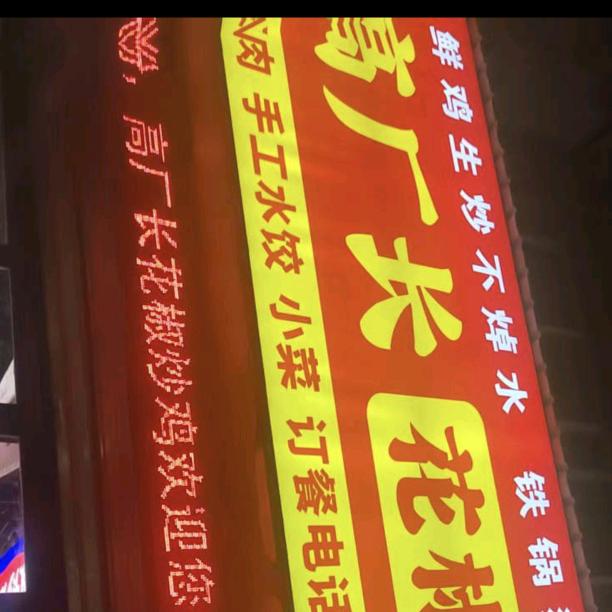 鲜鸡生炒不焯水 铁锅
高厂长花椒
肉 手工水饺 小菜 订餐电话
高厂长花椒炒鸡欢迎您